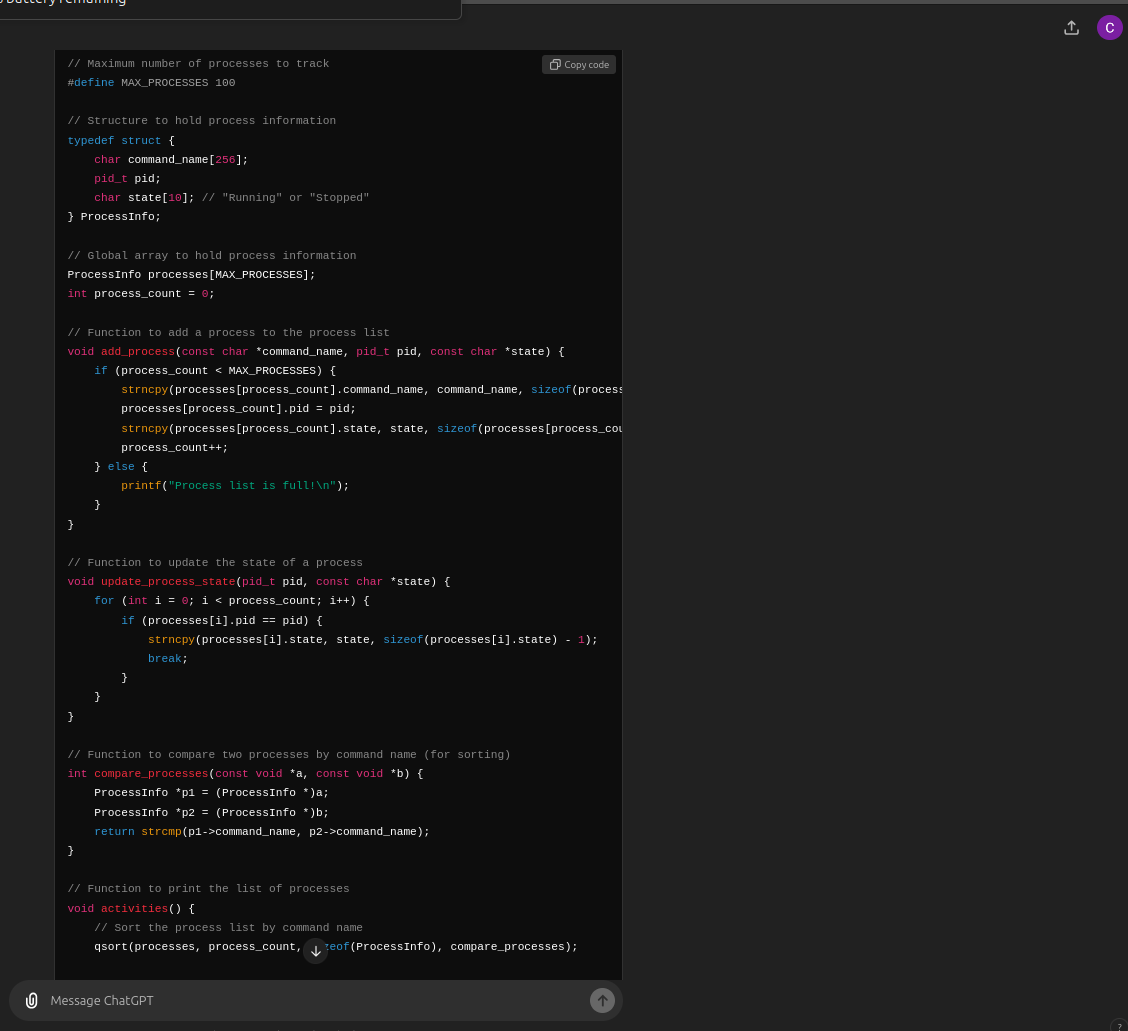 battery remaining
C
// Maximum number of processes to track
Copy code
#define MAX_PROCESSES 100
// Structure to hold process information
typedef struct {
    char command_name[256];
    pid_t pid;
    char state[10]; // "Running" or "Stopped"
} ProcessInfo;
// Global array to hold process information
ProcessInfo processes[MAX_PROCESSES];
int process_count = 0;
// Function to add a process to the process list
void add_process(const char *command_name, pid_t pid, const char *state) {
    if (process_count < MAX_PROCESSES) {
        strncpy(processes[process_count].command_name, command_name, sizeof(process
        processes[process_count].pid = pid;
        strncpy(processes[process_count].state, state, sizeof(processes[process_cou
        process_count++;
    } else {
        printf("Process list is full!\n");
    }
}
// Function to update the state of a process
void update_process_state(pid_t pid, const char *state) {
    for (int i = 0; i < process_count; i++) {
        if (processes[i].pid == pid) {
            strncpy(processes[i].state, state, sizeof(processes[i].state) - 1);
            break;
        }
    }
}
// Function to compare two processes by command name (for sorting)
int compare_processes(const void *a, const void *b) {
    ProcessInfo *p1 = (ProcessInfo *)a;
    ProcessInfo *p2 = (ProcessInfo *)b;
    return strcmp(p1->command_name, p2->command_name);
}
// Function to print the list of processes
void activities() {
    // Sort the process list by command name
    qsort(processes, process_count, zeof(ProcessInfo), compare_processes);
Message ChatGPT
?